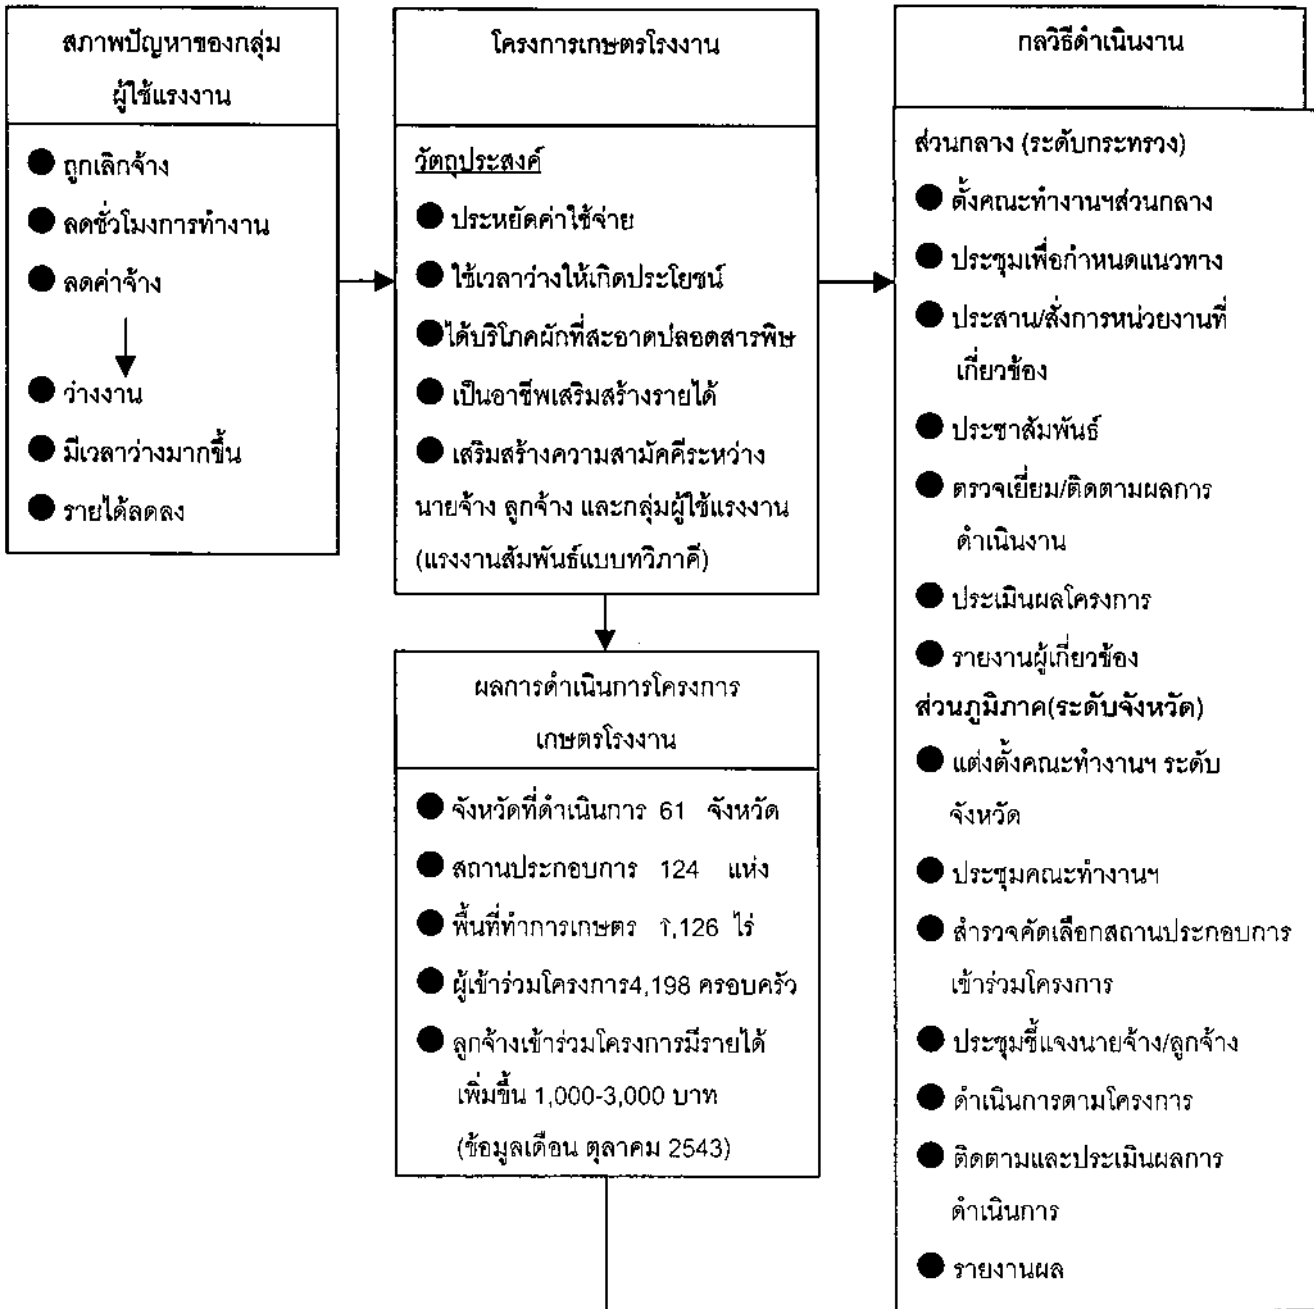 สภาพปัญหาของกลุ่ม
ผู้ใช้แรงงาน
● ถูกเลิกจ้าง
● ลดชั่วโมงการทำงาน
● ลดค่าจ้าง
● ว่างงาน
● มีเวลาว่างมากขึ้น
● รายได้ลดลง
โครงการเกษตรโรงงาน
วัตถุประสงค์
● ประหยัดค่าใช้จ่าย
● ใช้เวลาว่างให้เกิดประโยชน์
●ได้บริโภคผักที่สะอาดปลอดสารพิษ
● เป็นอาชีพเสริมสร้างรายได้
● เสริมสร้างความสามัคคีระหว่าง
นายจ้าง ลูกจ้าง และกลุ่มผู้ใช้แรงงาน
(แรงงานสัมพันธ์แบบทวิภาคี)
ผลการดำเนินการโครงการ
เกษตรโรงงาน
● จังหวัดที่ดำเนินการ 61 จังหวัด
● สถานประกอบการ 124 แห่ง
● พื้นที่ทำการเกษตร 1,126 ไร่
● ผู้เข้าร่วมโครงการ4,198 ครอบครัว
● ลูกจ้างเข้าร่วมโครงการมีรายได้
เพิ่มขึ้น 1,000-3,000 บาท
(ข้อมูลเดือน ตุลาคม 2543)
กลวิธีดำเนินงาน
ส่วนกลาง (ระดับกระทรวง)
● ตั้งคณะทำงานฯส่วนกลาง
● ประชุมเพื่อกำหนดแนวทาง
● ประสาน/สั่งการหน่วยงานที่
เกี่ยวข้อง
● ประชาสัมพันธ์
● ตรวจเยี่ยม/ติดตามผลการ
ดำเนินงาน
● ประเมินผลโครงการ
● รายงานผู้เกี่ยวข้อง
ส่วนภูมิภาค(ระดับจังหวัด)
● แต่งตั้งคณะทำงานฯ ระดับ
จังหวัด
● ประชุมคณะทำงานฯ
● สำรวจคัดเลือกสถานประกอบการ
เข้าร่วมโครงการ
● ประชุมชี้แจงนายจ้าง/ลูกจ้าง
● ดำเนินการตามโครงการ
● ติดตามและประเมินผลการ
ดำเนินการ
● รายงานผล